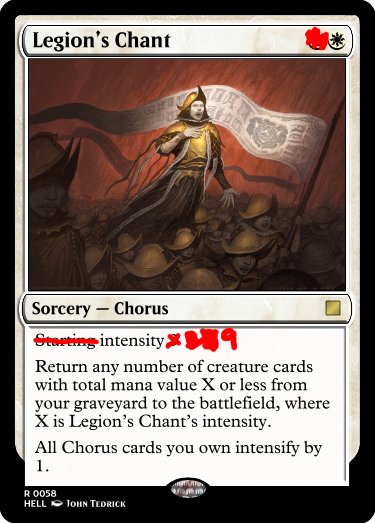 Legion's Chant
Sorcery — Chorus
Starting intensity 9
Return any number of creature cards
with total mana value X or less from
your graveyard to the battlefield, where
X is Legion's Chant's intensity.
All Chorus cards you own intensify by
1.
R 0058
HELL JOHN TEDRICK